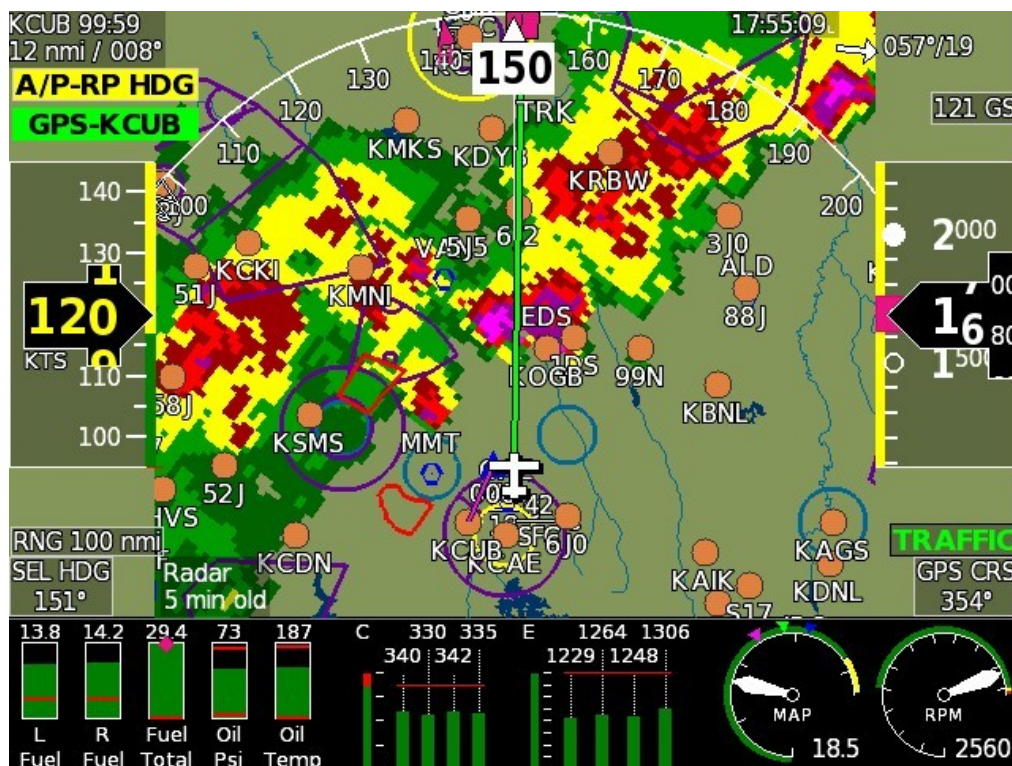 KCUB 99:59
12 nmi / 008°
17:55:09
057°/19
A/P-RP HDG
GPS-KCUB
121 GS
150
100
110
120
130
140
160
170
180
190
200
TRK
KMKS
KDYB
KRBW
5J5
6J2
3J0
ALD
KCKI
51J
KMNI
88J
EDS
KOGB
99N
KBNL
58J
KSMS
MMT
52J
KCDN
KCUB
KCAE
6J0
KAGS
KAIK
KDNL
S17
140
130
120
110
100
KTS
2000
1680
1500
RNG 100 nmi
SEL HDG
151°
Radar
5 min old
TRAFFIC
GPS CRS
354°
13.8 14.2 29.4 73 187
L Fuel
R Fuel
Fuel Total
Oil Psi
Oil Temp
C 330 335
340 342
E 1264 1306
1229 1248
MAP
18.5
RPM
2560